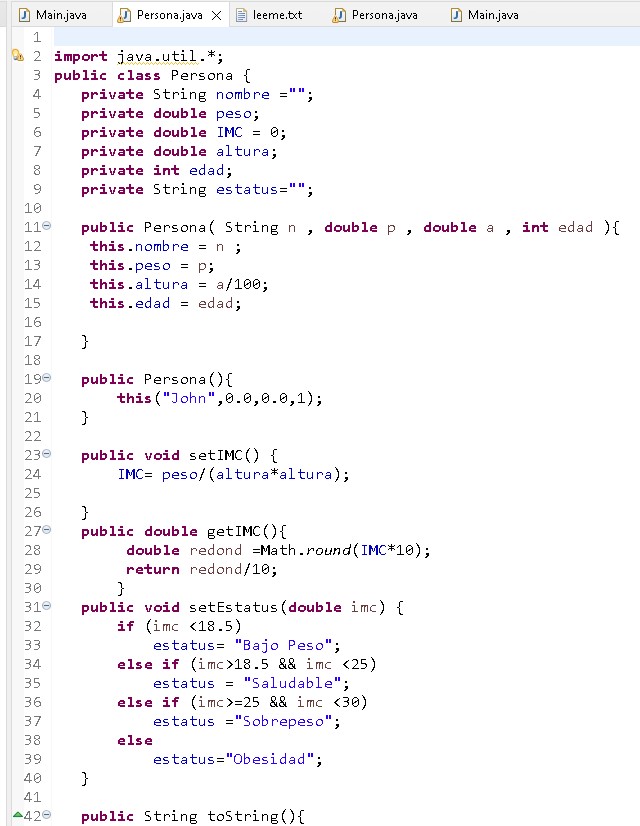 Main.java Persona.java leeme.txt Persona.java Main.java
1
2 import java.util.*;
3 public class Persona {
4 private String nombre ="";
5 private double peso;
6 private double IMC = 0;
7 private double altura;
8 private int edad;
9 private String estatus="";
10
11 public Persona( String n , double p , double a , int edad ){
12 this.nombre = n ;
13 this.peso = p;
14 this.altura = a/100;
15 this.edad = edad;
16
17 }
18
19 public Persona(){
20 this("John",0.0,0.0,1);
21 }
22
23 public void setIMC() {
24 IMC= peso/(altura*altura);
25
26 }
27 public double getIMC(){
28 double redond =Math.round(IMC*10);
29 return redond/10;
30 }
31 public void setEstatus(double imc) {
32 if (imc <18.5)
33 estatus= "Bajo Peso";
34 else if (imc>18.5 && imc <25)
35 estatus = "Saludable";
36 else if (imc>=25 && imc <30)
37 estatus ="Sobrepeso";
38 else
39 estatus="Obesidad";
40 }
41
42 public String toString(){